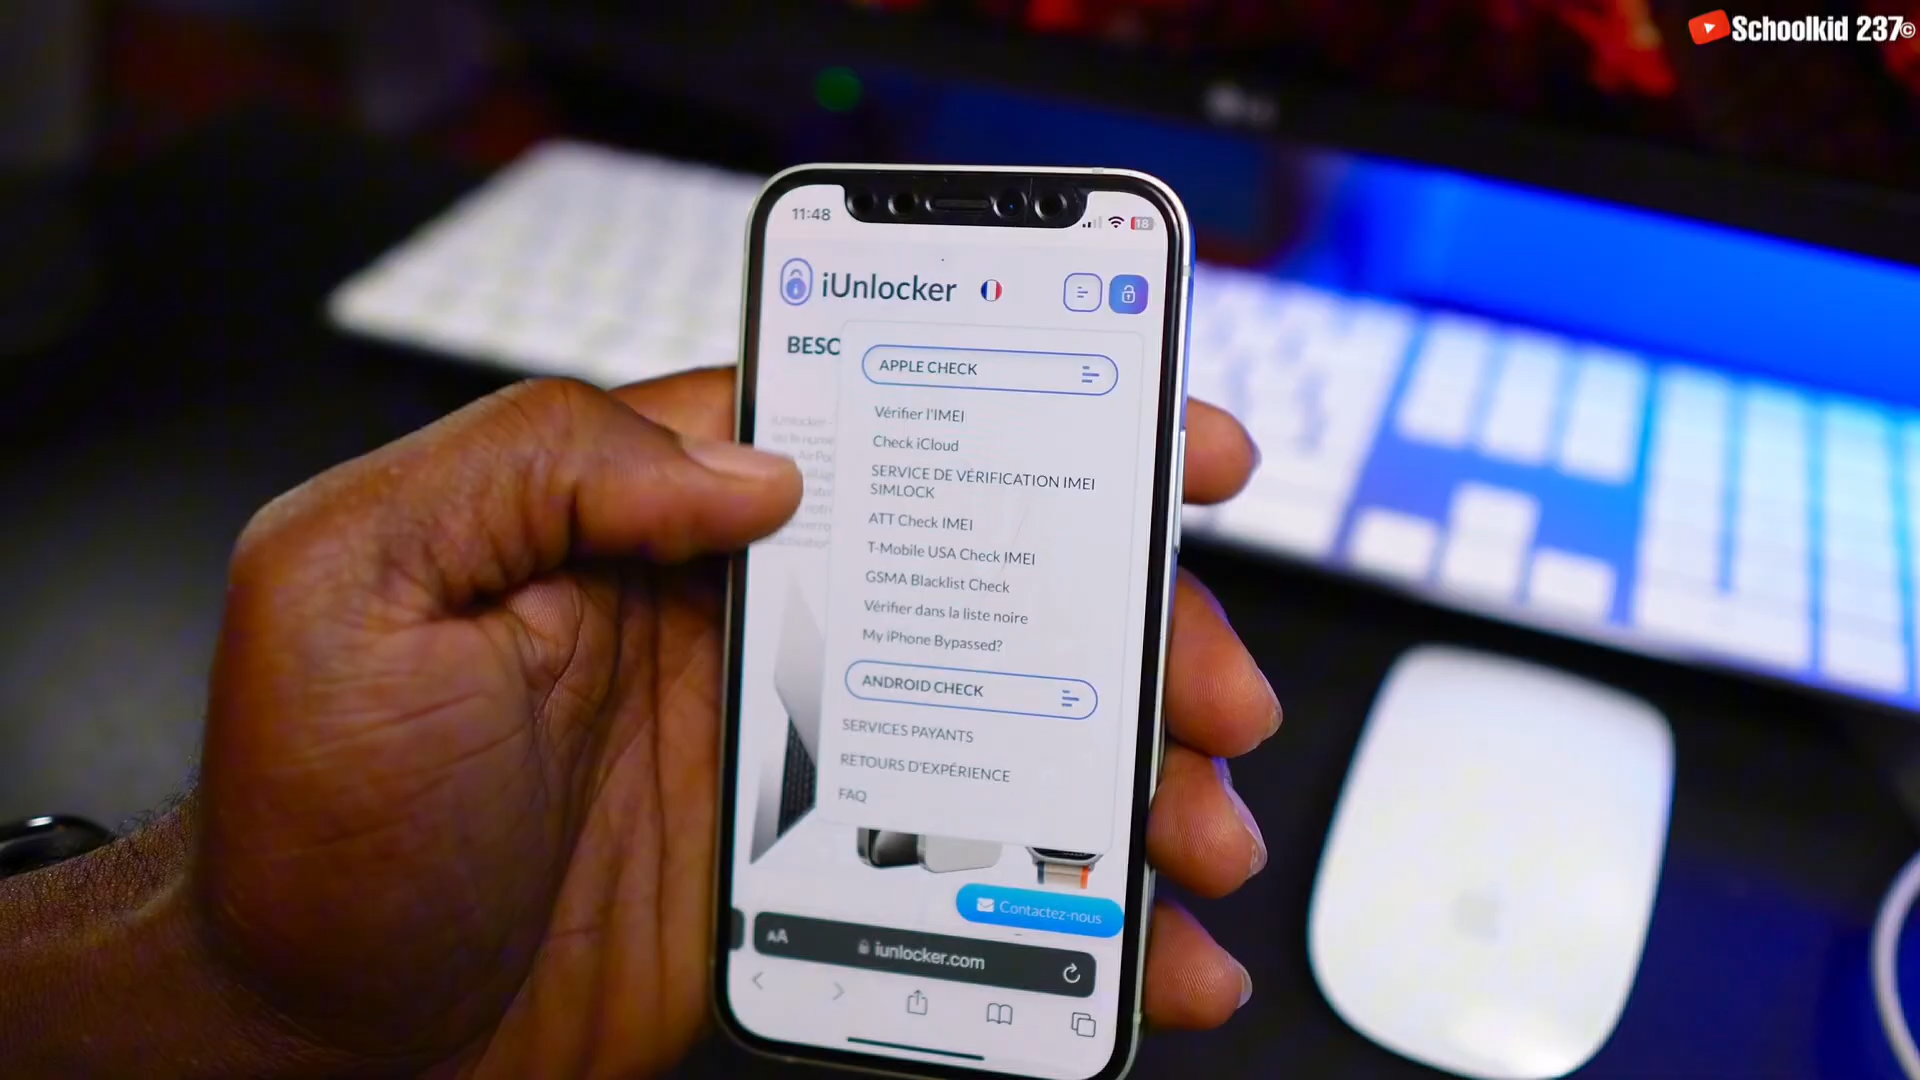 Schoolkid 237©
11:48
18
iUnlocker
BESO
APPLE CHECK
Vérifier l'IMEI
Check iCloud
SERVICE DE VÉRIFICATION IMEI
SIMLOCK
ATT Check IMEI
T-Mobile USA Check IMEI
GSMA Blacklist Check
Vérifier dans la liste noire
My iPhone Bypassed?
ANDROID CHECK
SERVICES PAYANTS
RETOURS D'EXPÉRIENCE
FAQ
Contactez-nous
AA
iunlocker.com